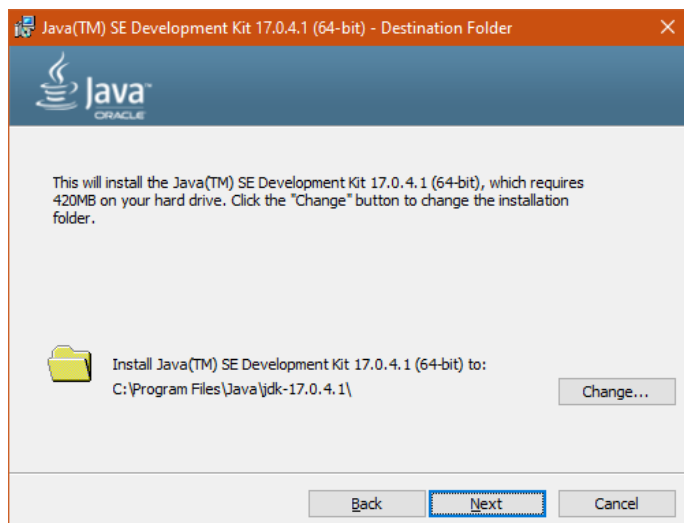 Java(TM) SE Development Kit 17.0.4.1 (64-bit) - Destination Folder
Java™
ORACLE
This will install the Java(TM) SE Development Kit 17.0.4.1 (64-bit), which requires
420MB on your hard drive. Click the "Change" button to change the installation
folder.
Install Java(TM) SE Development Kit 17.0.4.1 (64-bit) to:
C:\Program Files\Java\jdk-17.0.4.1\
Change...
Back
Next
Cancel